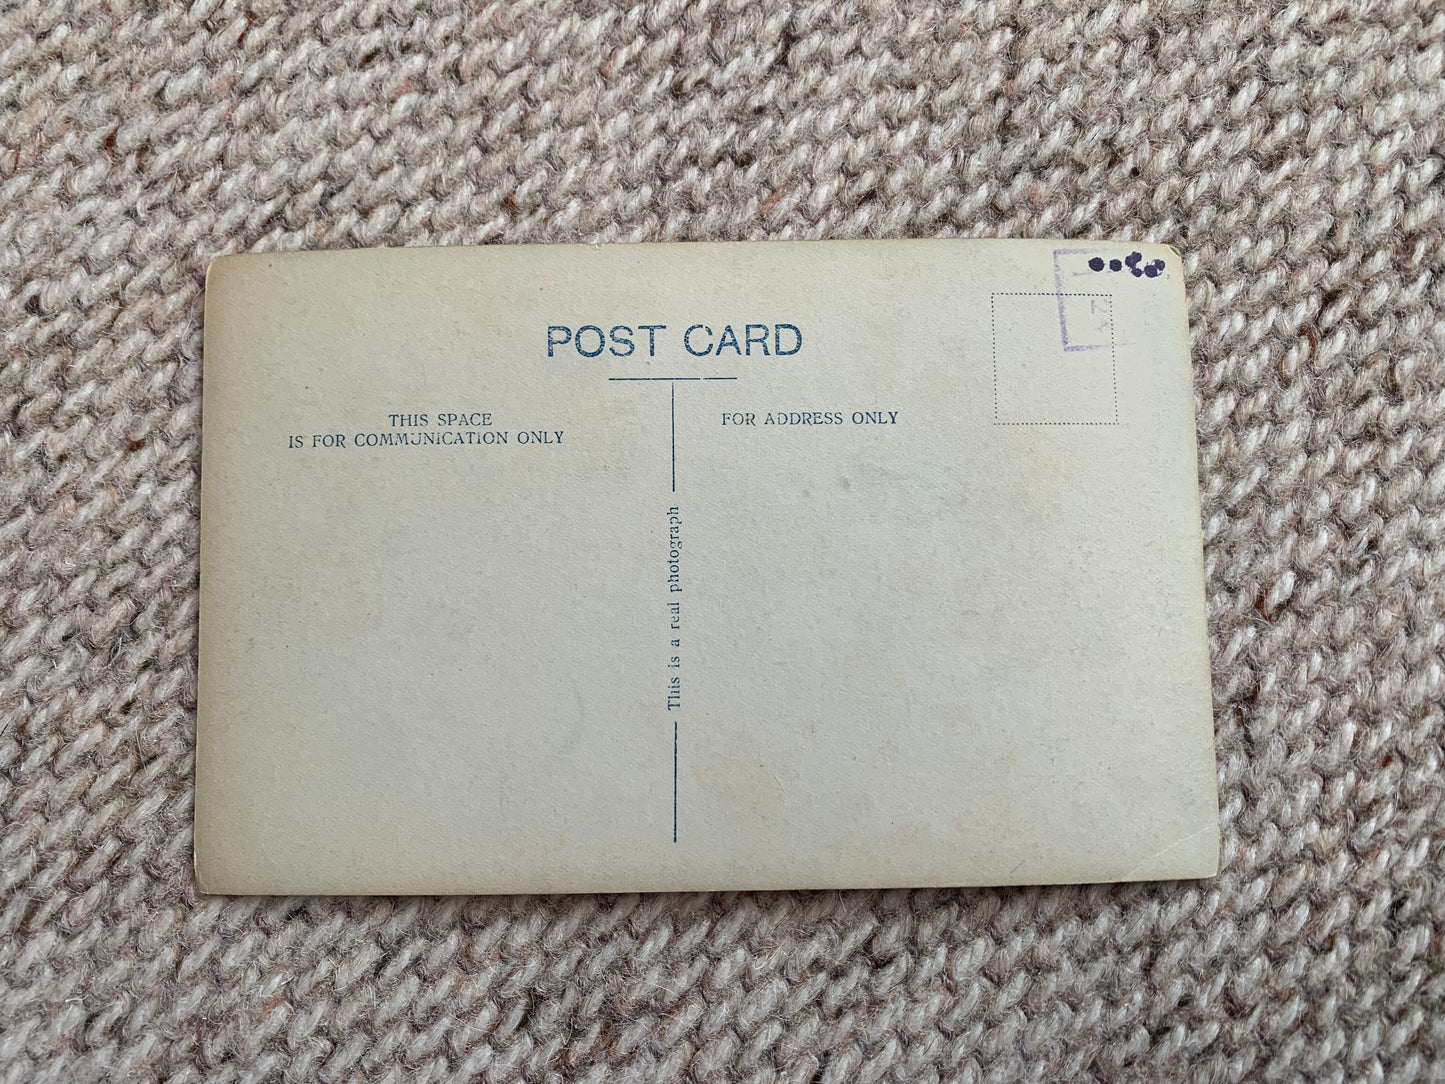 POST CARD
THIS SPACE
IS FOR COMMUNICATION ONLY
FOR ADDRESS ONLY
This is a real photograph